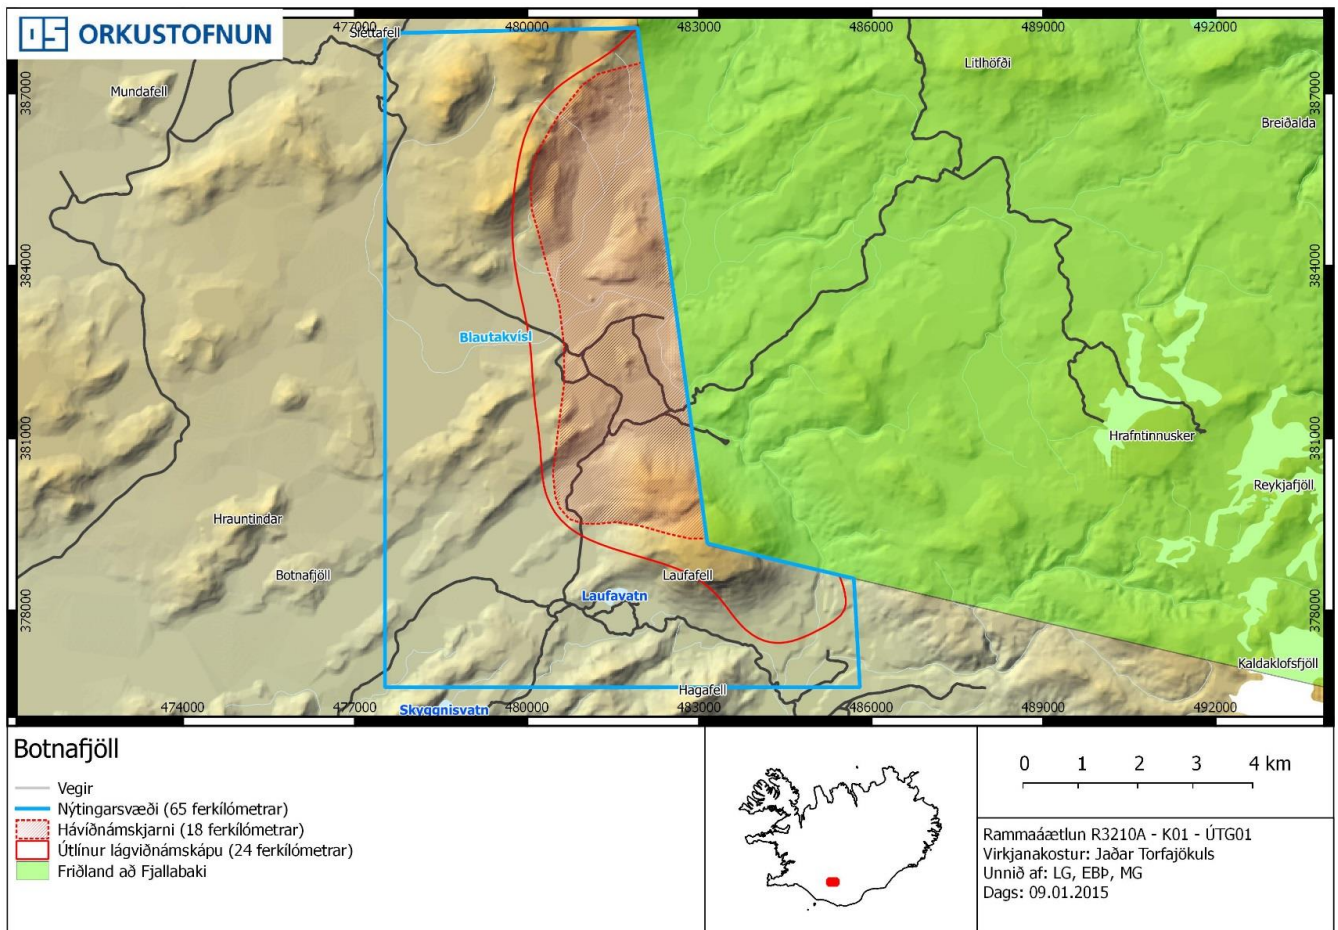 OS ORKUSTOFNUN
477000
480000
483000
486000
489000
492000
Sléttafell
Litlhöfði
Mundafell
387000
387000
Breiðalda
384000
384000
Blautakvísl
381000
381000
Hrafntinnusker
Reykjafjöll
Hrauntindar
Botnafjöll
Laufafell
Laufavatn
378000
378000
Kaldaklofsfjöll
Hagafell
Skyggnisvatn
474000
477000
480000
483000
486000
489000
492000
Botnafjöll
Vegir
Nýtingarsvæði (65 ferkílómetrar)
Hávíðnámskjarni (18 ferkílómetrar)
Útlínur lágviðnámskápu (24 ferkílómetrar)
Friðland að Fjallabaki
0 1 2 3 4 km
Rammaáætlun R3210A - K01 - ÚTG01
Virkjanakostur: Jaðar Torfajökuls
Unnið af: LG, EBÞ, MG
Dags: 09.01.2015